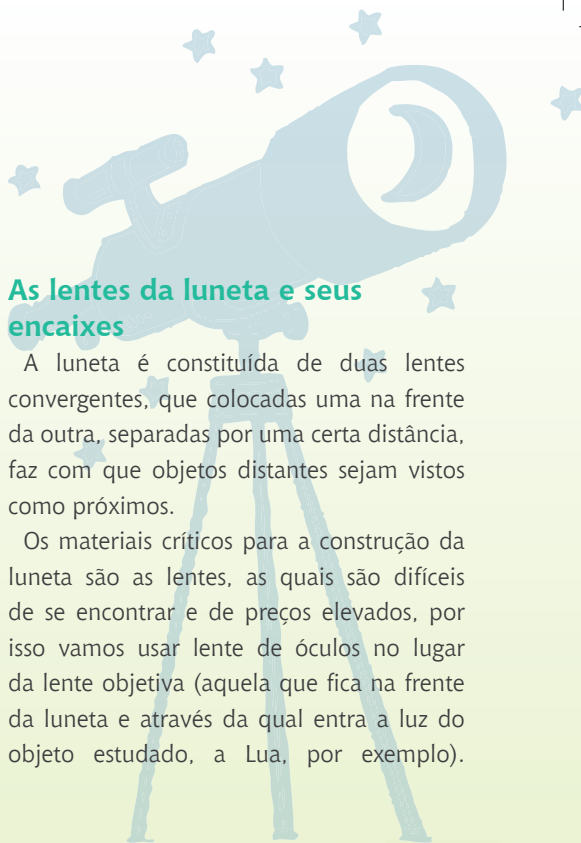 As lentes da luneta e seus
encaixes
A luneta é constituída de duas lentes
convergentes, que colocadas uma na frente
da outra, separadas por uma certa distância,
faz com que objetos distantes sejam vistos
como próximos.
Os materiais críticos para a construção da
luneta são as lentes, as quais são difíceis
de se encontrar e de preços elevados, por
isso vamos usar lente de óculos no lugar
da lente objetiva (aquela que fica na frente
da luneta e através da qual entra a luz do
objeto estudado, a Lua, por exemplo).